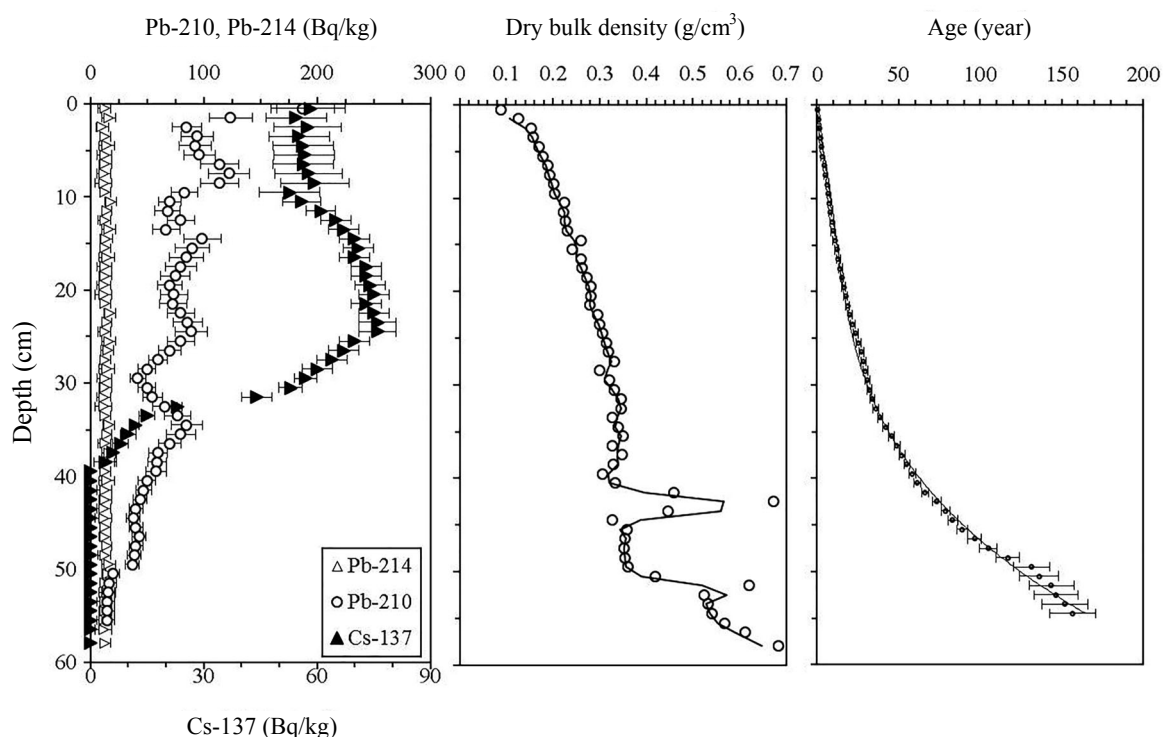 Pb-210, Pb-214 (Bq/kg)
Dry bulk density (g/cm³)
Age (year)
0 100 200 300
0 0.1 0.2 0.3 0.4 0.5 0.6 0.7
0 50 100 150 200
Depth (cm)
0
10
20
30
40
50
60
Pb-214
Pb-210
Cs-137
0 30 60 90
Cs-137 (Bq/kg)